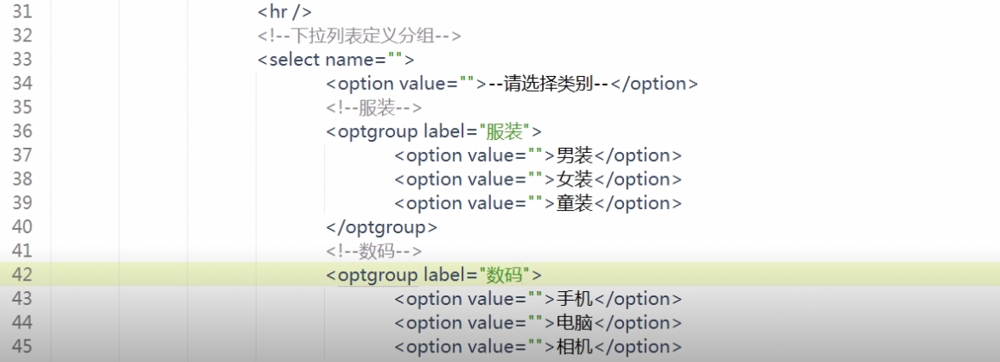 31 <hr />
32 <!--下拉列表定义分组-->
33 <select name="">
34 <option value="">--请选择类别--</option>
35 <!--服装-->
36 <optgroup label="服装">
37 <option value="">男装</option>
38 <option value="">女装</option>
39 <option value="">童装</option>
40 </optgroup>
41 <!--数码-->
42 <optgroup label="数码">
43 <option value="">手机</option>
44 <option value="">电脑</option>
45 <option value="">相机</option>